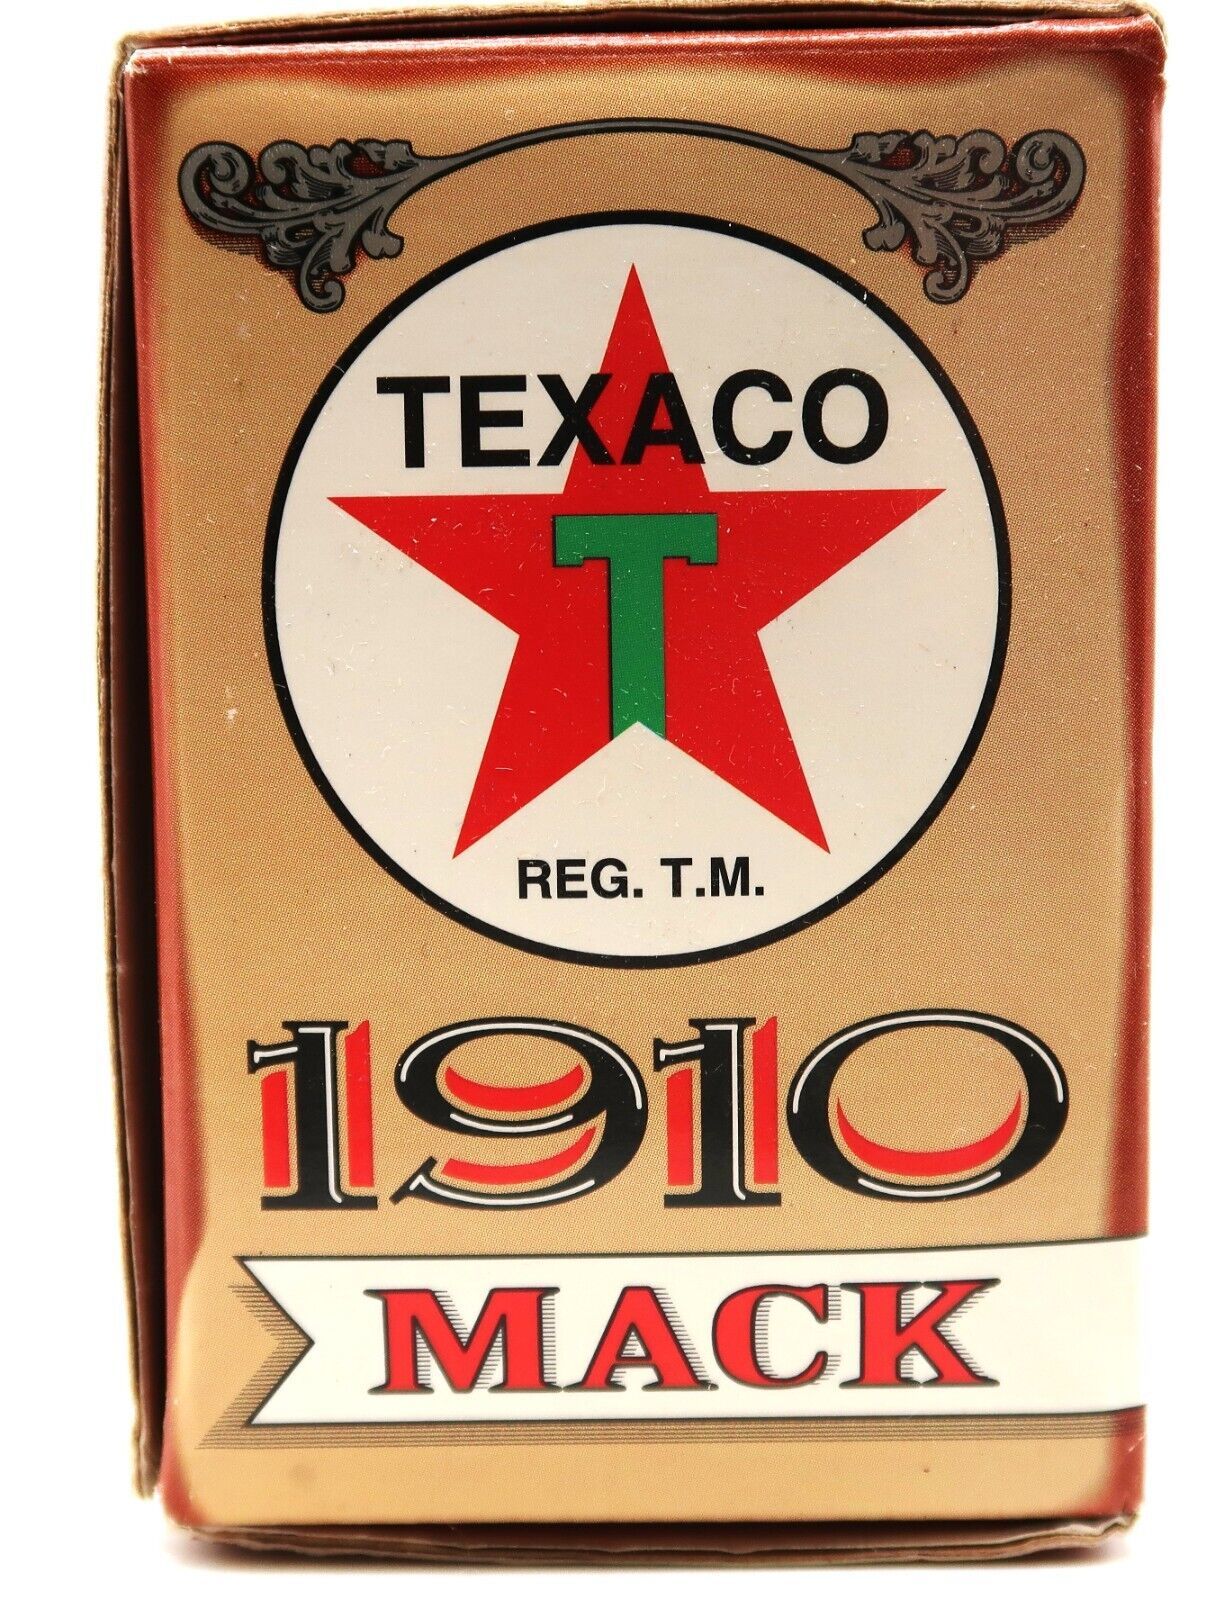 TEXACO
T
REG. T.M.
1910
MACK